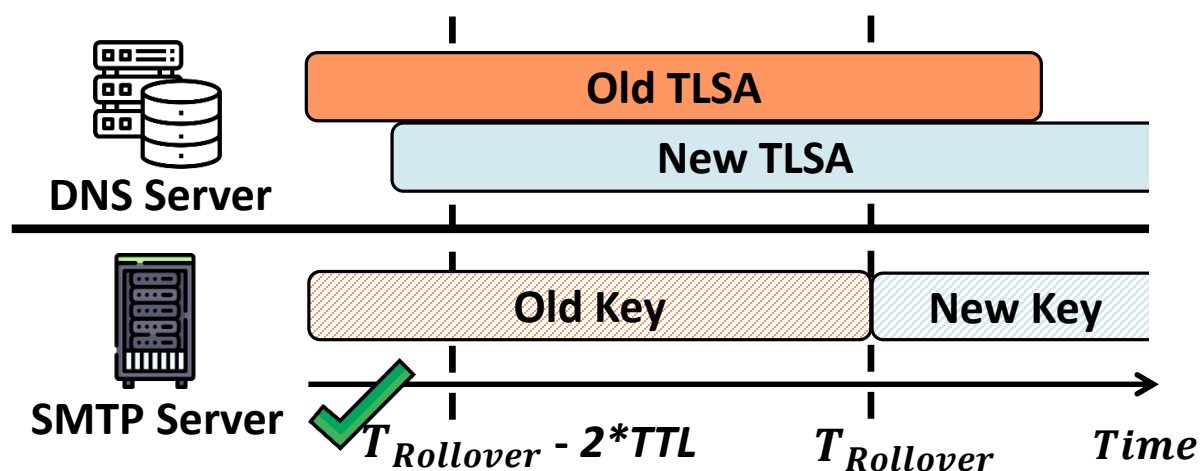 Old TLSA
New TLSA
DNS Server
Old Key
New Key
SMTP Server
T_Rollover - 2*TTL
T_Rollover
Time